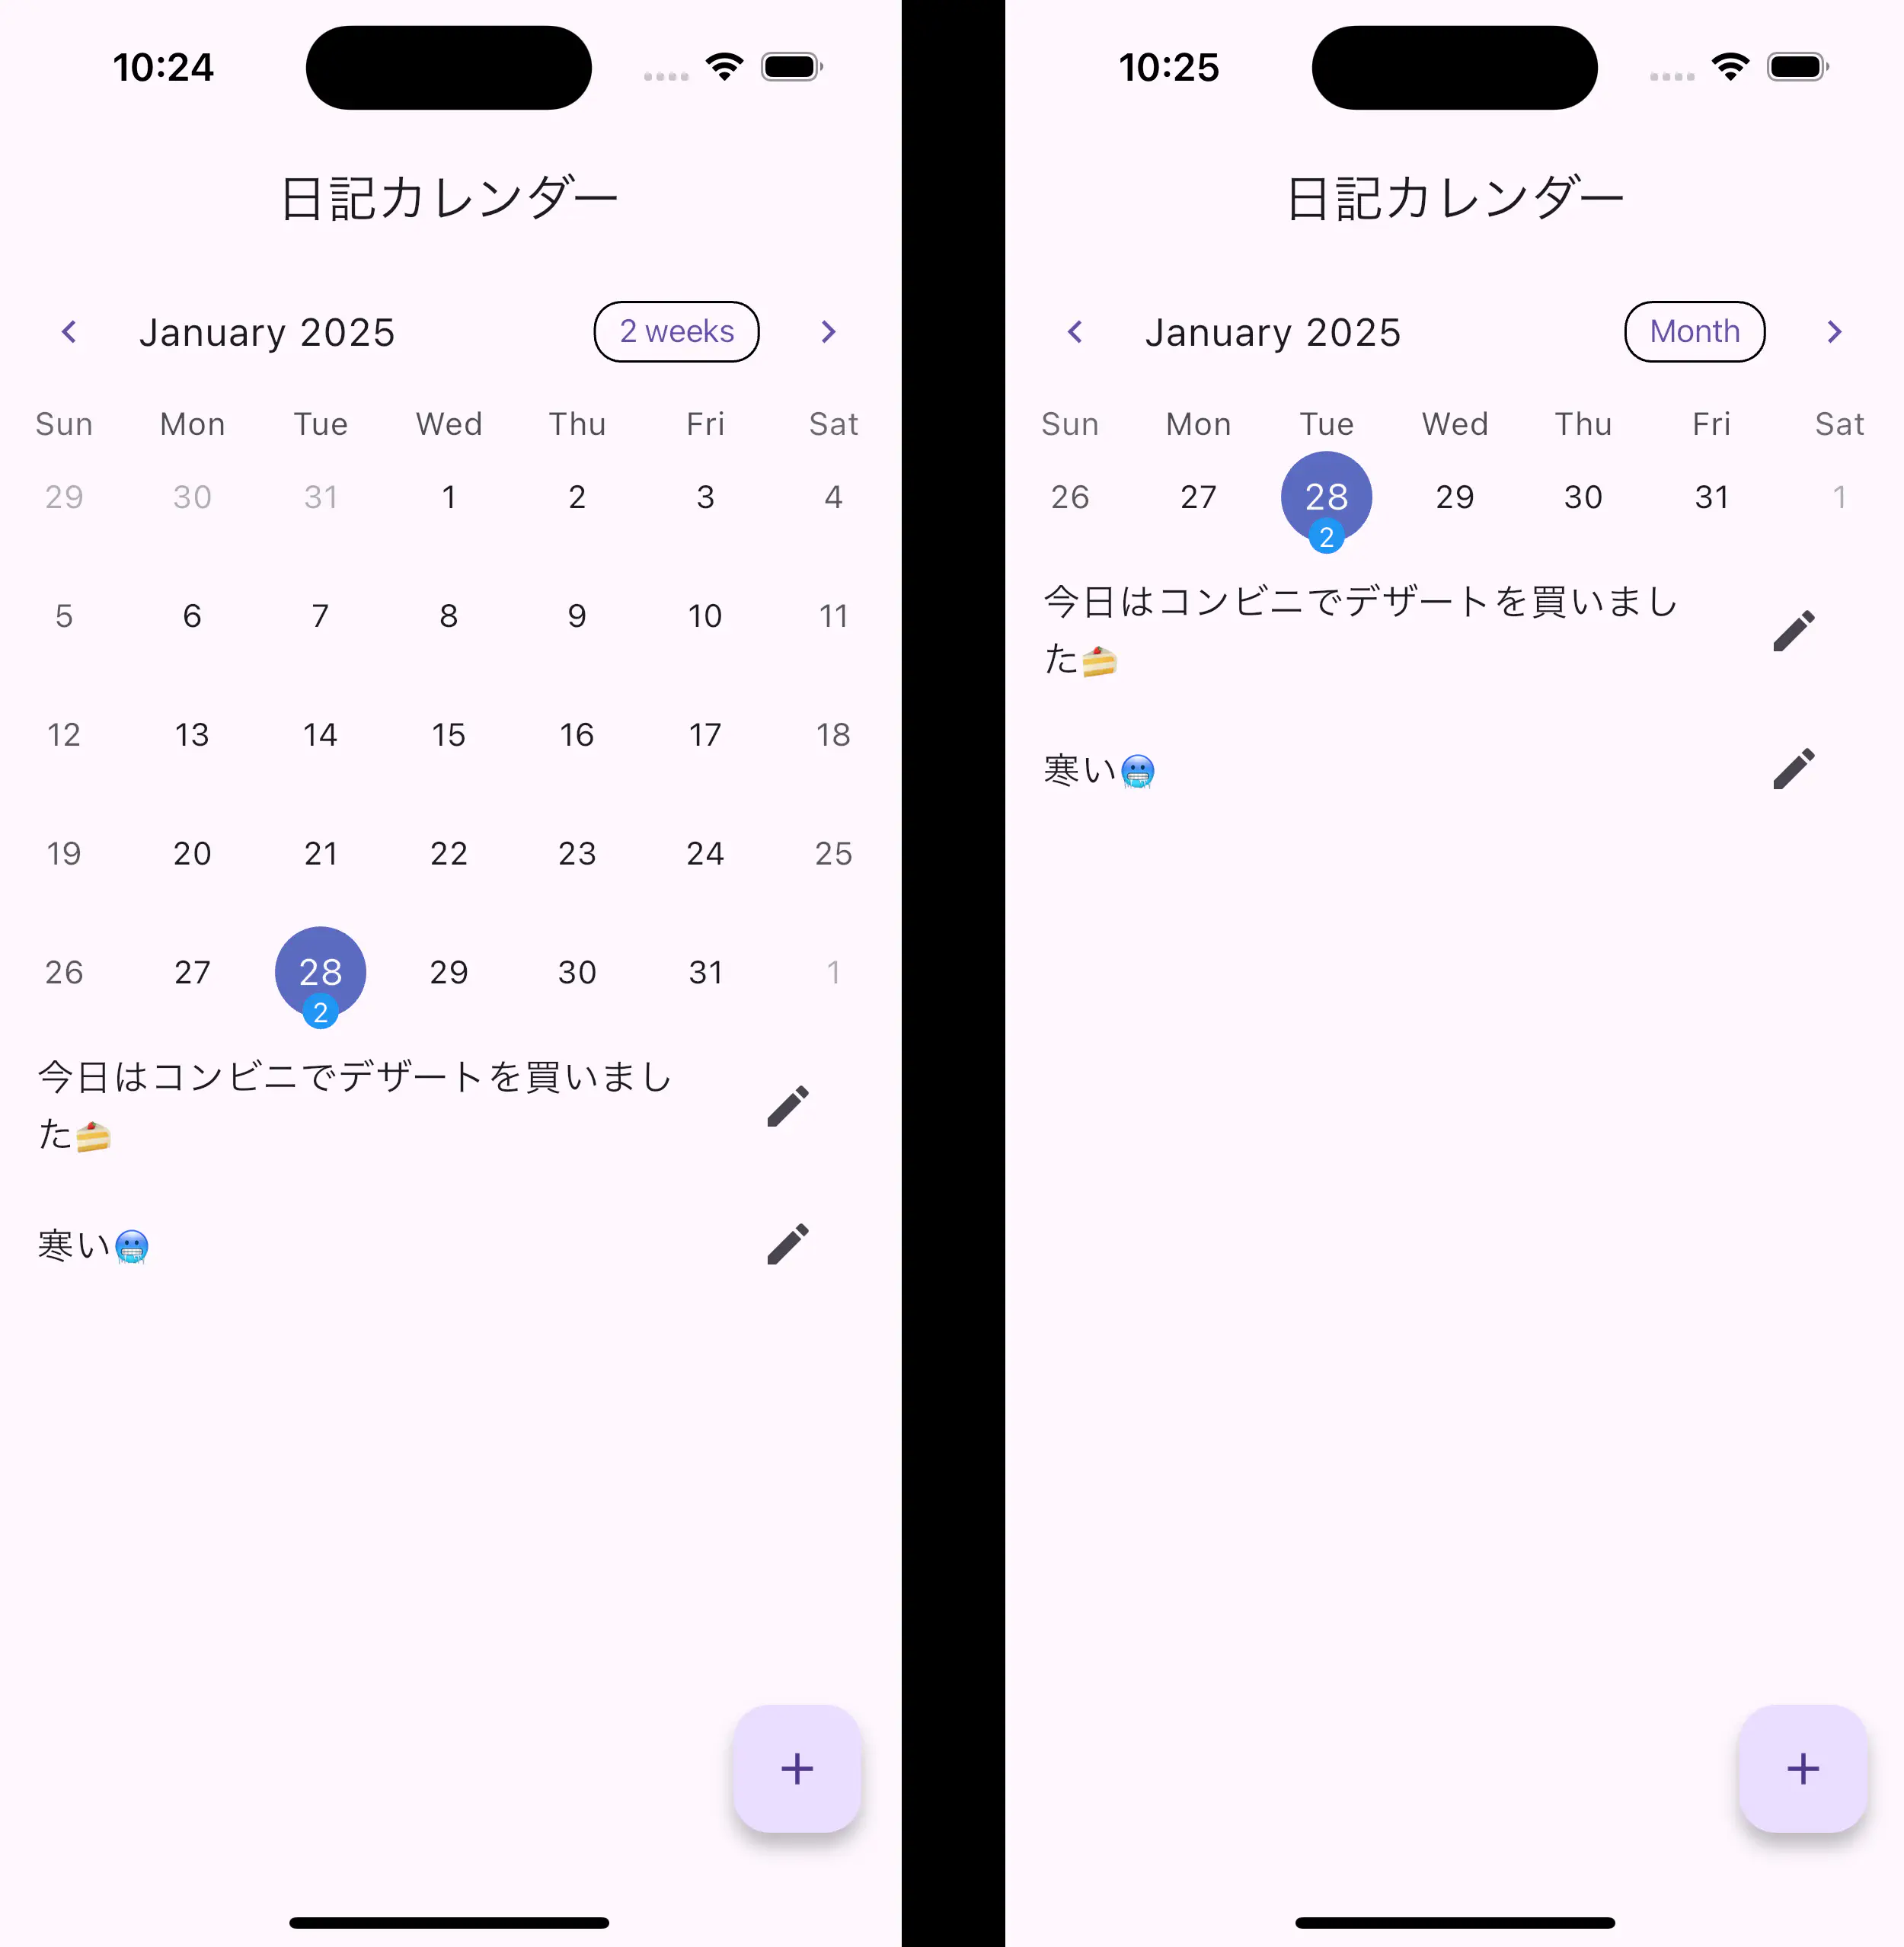 10:24
日記カレンダー
January 2025 2 weeks
Sun Mon Tue Wed Thu Fri Sat
29 30 31 1 2 3 4
5 6 7 8 9 10 11
12 13 14 15 16 17 18
19 20 21 22 23 24 25
26 27 28 29 30 31 1
2
今日はコンビニでデザートを買いまし
た🍰
寒い🥶
+
10:25
日記カレンダー
January 2025 Month
Sun Mon Tue Wed Thu Fri Sat
26 27 28 29 30 31 1
2
今日はコンビニでデザートを買いまし
た🍰
寒い🥶
+